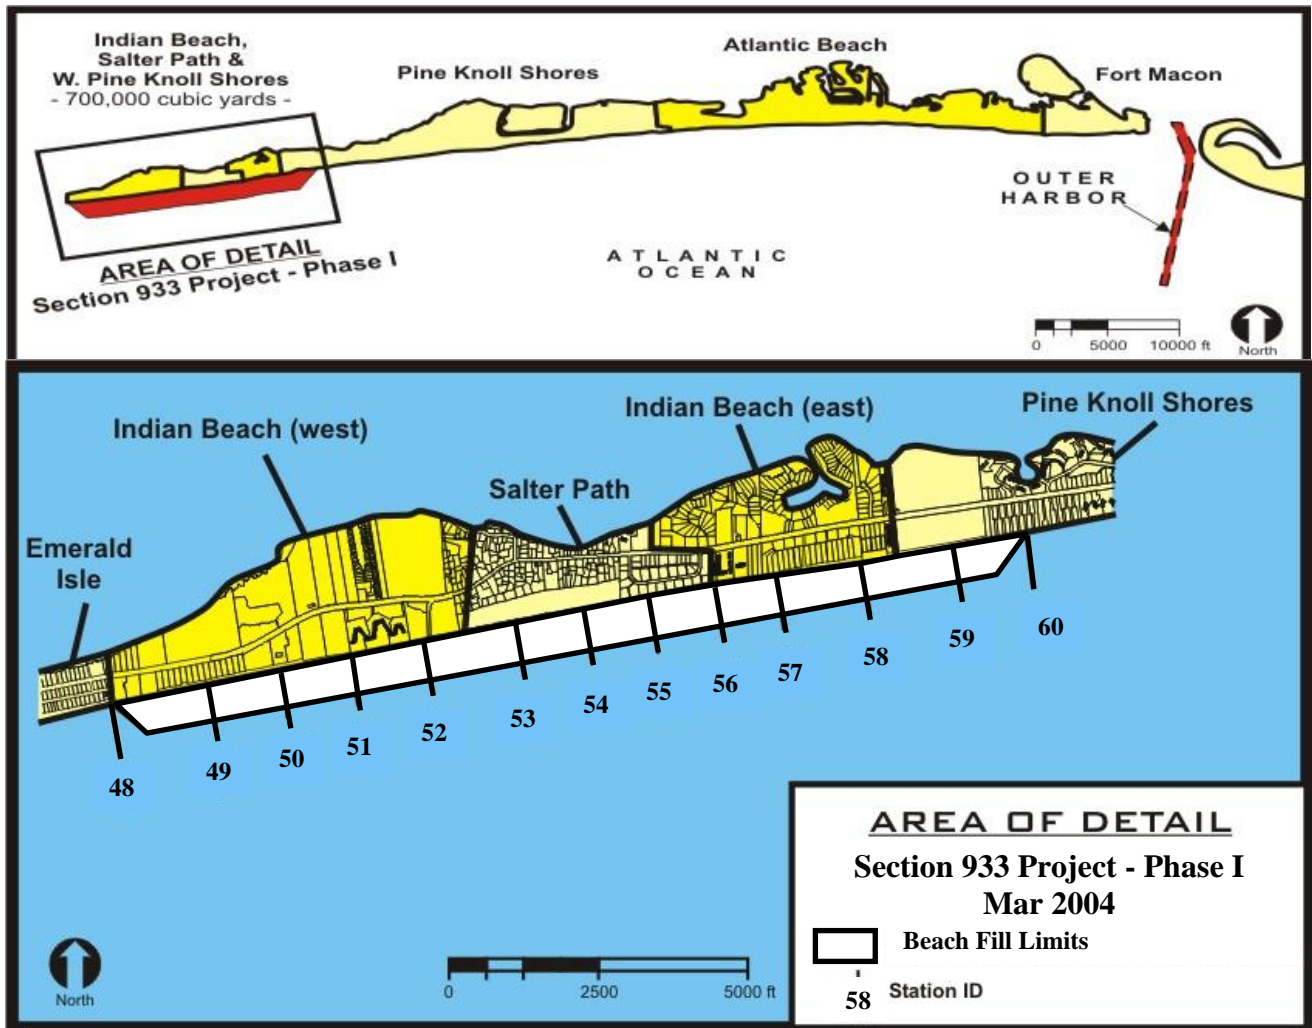 Indian Beach,
Salter Path &
W. Pine Knoll Shores
- 700,000 cubic yards -
Pine Knoll Shores
Atlantic Beach
Fort Macon
OUTER
HARBOR
ATLANTIC
OCEAN
AREA OF DETAIL
Section 933 Project - Phase I
0 5000 10000 ft
North
Indian Beach (west)
Indian Beach (east)
Pine Knoll Shores
Salter Path
Emerald
Isle
48
49
50
51
52
53
54
55
56
57
58
59
60
AREA OF DETAIL
Section 933 Project - Phase I
Mar 2004
Beach Fill Limits
58 Station ID
North
0 2500 5000 ft